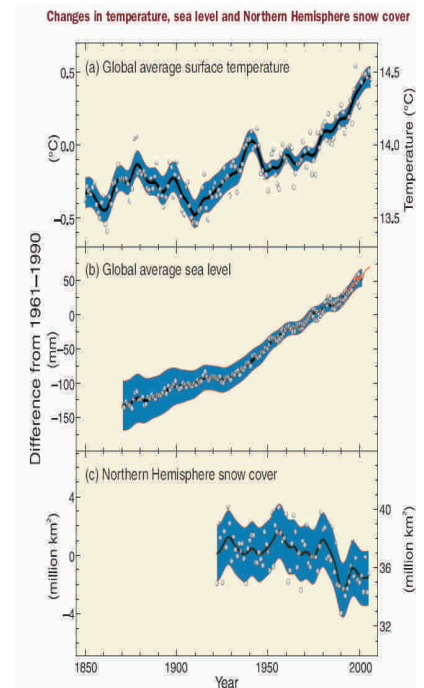 Changes in temperature, sea level and Northern Hemisphere snow cover
(a) Global average surface temperature
0,5
0,0
–0,5
(°C)
14,5
14,0
13,5
Temperature (°C)
(b) Global average sea level
50
0
–50
–100
–150
(mm)
Difference from 1961–1990
(c) Northern Hemisphere snow cover
4
0
–4
(million km²)
40
36
32
(million km²)
1850 1900 1950 2000
Year